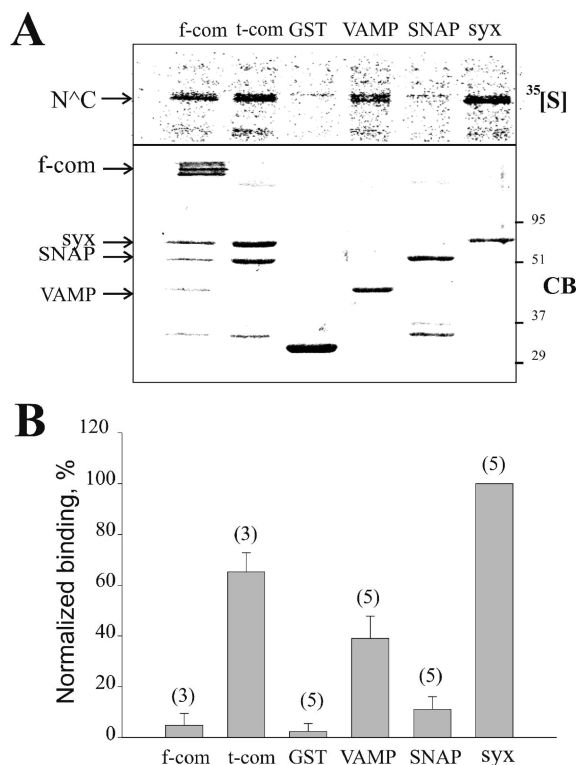 A
f-com t-com GST VAMP SNAP syx
N^C
35[S]
f-com
syx
SNAP
VAMP
95
51
37
29
CB
B
Normalized binding, %
120
100
80
60
40
20
0
(3) (3) (5) (5) (5) (5)
f-com t-com GST VAMP SNAP syx